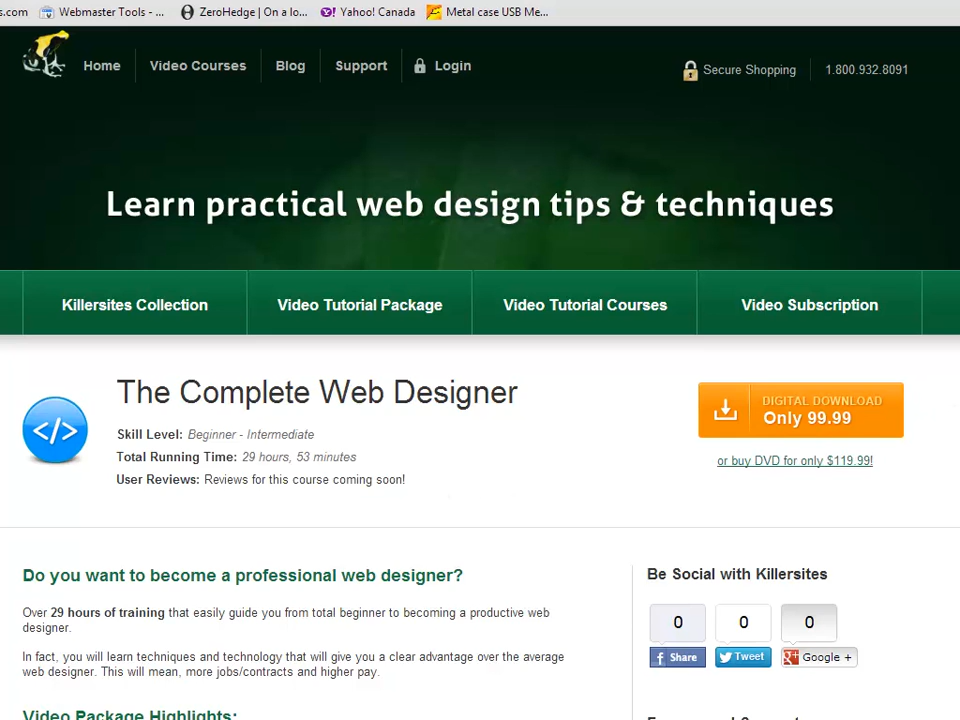 s.com Webmaster Tools - ... ZeroHedge | On a lo... Yahoo! Canada Metal case USB Me...
Home Video Courses Blog Support Login Secure Shopping 1.800.932.8091
Learn practical web design tips & techniques
Killersites Collection Video Tutorial Package Video Tutorial Courses Video Subscription
The Complete Web Designer
DIGITAL DOWNLOAD
Only 99.99
</>
Skill Level: Beginner - Intermediate
Total Running Time: 29 hours, 53 minutes
or buy DVD for only $119.99!
User Reviews: Reviews for this course coming soon!
Do you want to become a professional web designer?
Over 29 hours of training that easily guide you from total beginner to becoming a productive web
designer.
In fact, you will learn techniques and technology that will give you a clear advantage over the average
web designer. This will mean, more jobs/contracts and higher pay.
Video Package Highlights:
Be Social with Killersites
0 0 0
f Share Tweet g+ Google +